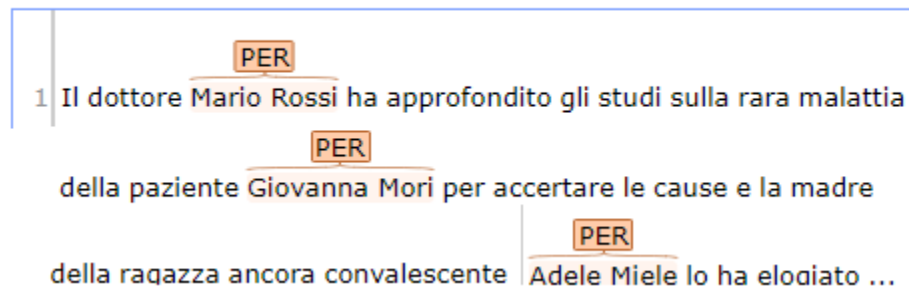 PER
1 Il dottore Mario Rossi ha approfondito gli studi sulla rara malattia
PER
della paziente Giovanna Mori per accertare le cause e la madre
PER
della ragazza ancora convalescente Adele Miele lo ha elogiato ...